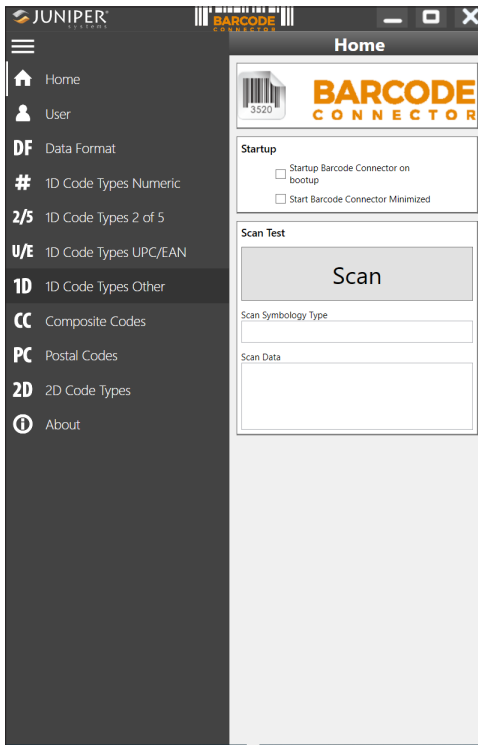 JUNIPER®
systems
BARCODE
CONNECTOR
Home
Home
User
DF Data Format
# 1D Code Types Numeric
2/5 1D Code Types 2 of 5
U/E 1D Code Types UPC/EAN
1D 1D Code Types Other
CC Composite Codes
PC Postal Codes
2D 2D Code Types
About
3520
BARCODE
CONNECTOR
Startup
Startup Barcode Connector on
bootup
Start Barcode Connector Minimized
Scan Test
Scan
Scan Symbology Type
Scan Data